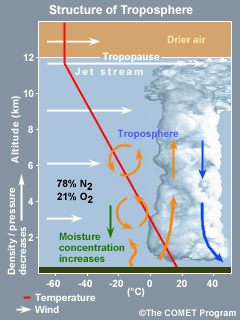 Structure of Troposphere
Drier air
Tropopause
Jet stream
12
10
8
6
4
2
Altitude (km)
Density / pressure
decreases
Troposphere
78% N2
21% O2
Moisture
concentration
increases
-60 -40 -20 0 20 40
(°C)
Temperature
Wind
©The COMET Program